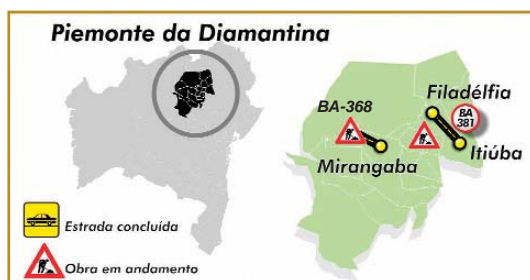 Piemonte da Diamantina
Filadélfia
BA-368
BA
381
Itiúba
Mirangaba
Estrada concluída
Obra em andamento